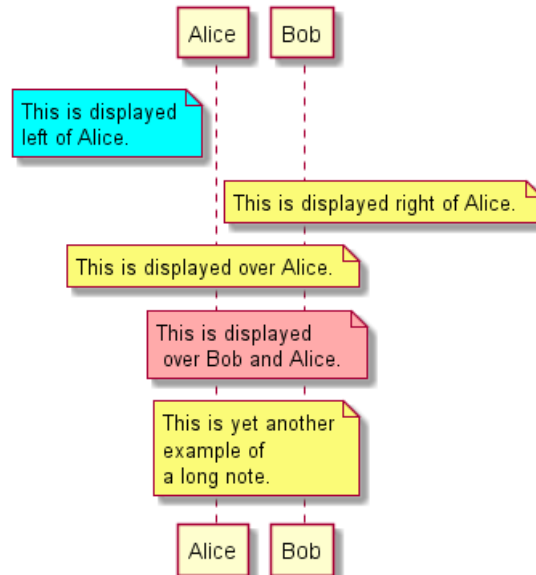 Alice Bob
This is displayed
left of Alice.
This is displayed right of Alice.
This is displayed over Alice.
This is displayed
over Bob and Alice.
This is yet another
example of
a long note.
Alice Bob